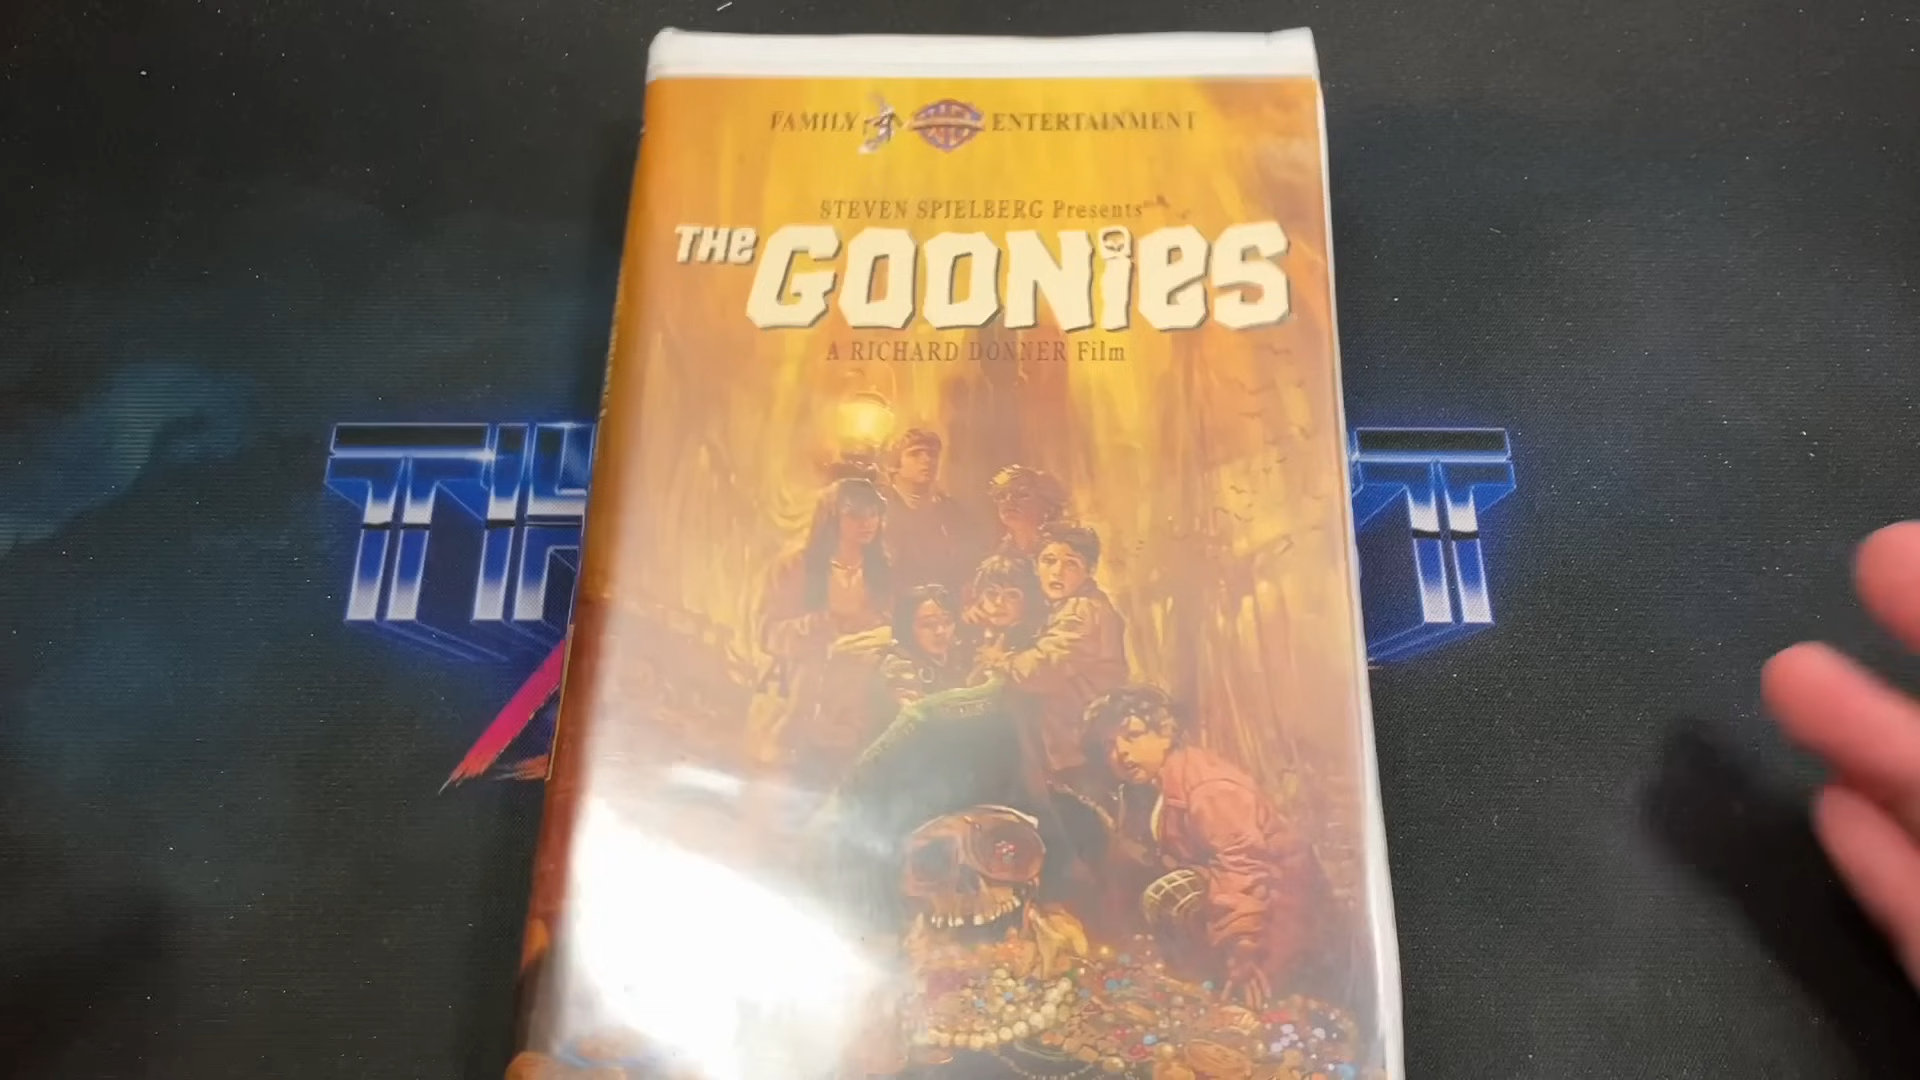 FAMILY ENTERTAINMENT
STEVEN SPIELBERG Presents
THE GOONiES
A RICHARD DONNER Film